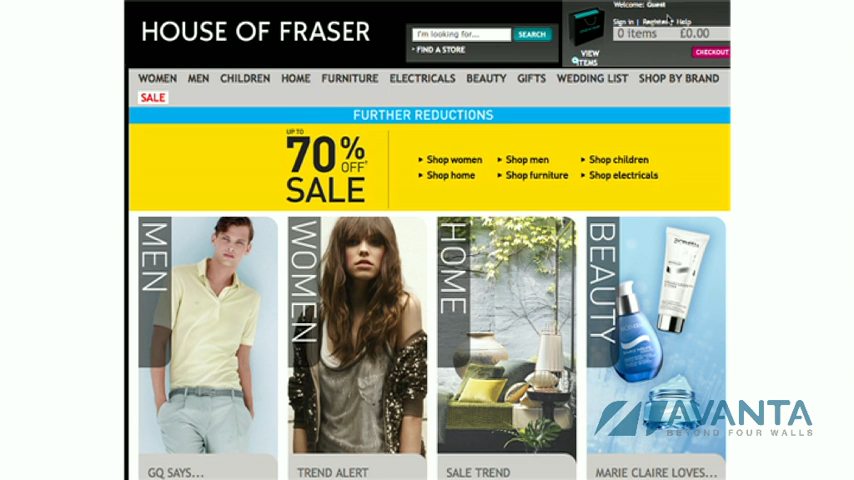 HOUSE OF FRASER
I'm looking for...
SEARCH
FIND A STORE
Welcome: Guest
Sign in | Register | Help
0 items £0.00
VIEW
ITEMS
CHECKOUT
WOMEN MEN CHILDREN HOME FURNITURE ELECTRICALS BEAUTY GIFTS WEDDING LIST SHOP BY BRAND
SALE
FURTHER REDUCTIONS
UP TO
70% OFF†
SALE
Shop women Shop men Shop children
Shop home Shop furniture Shop electricals
MEN
WOMEN
HOME
BEAUTY
BIOTHERM
AVANTA
BEYOND FOUR WALLS
GQ SAYS...
TREND ALERT
SALE TREND
MARIE CLAIRE LOVES...